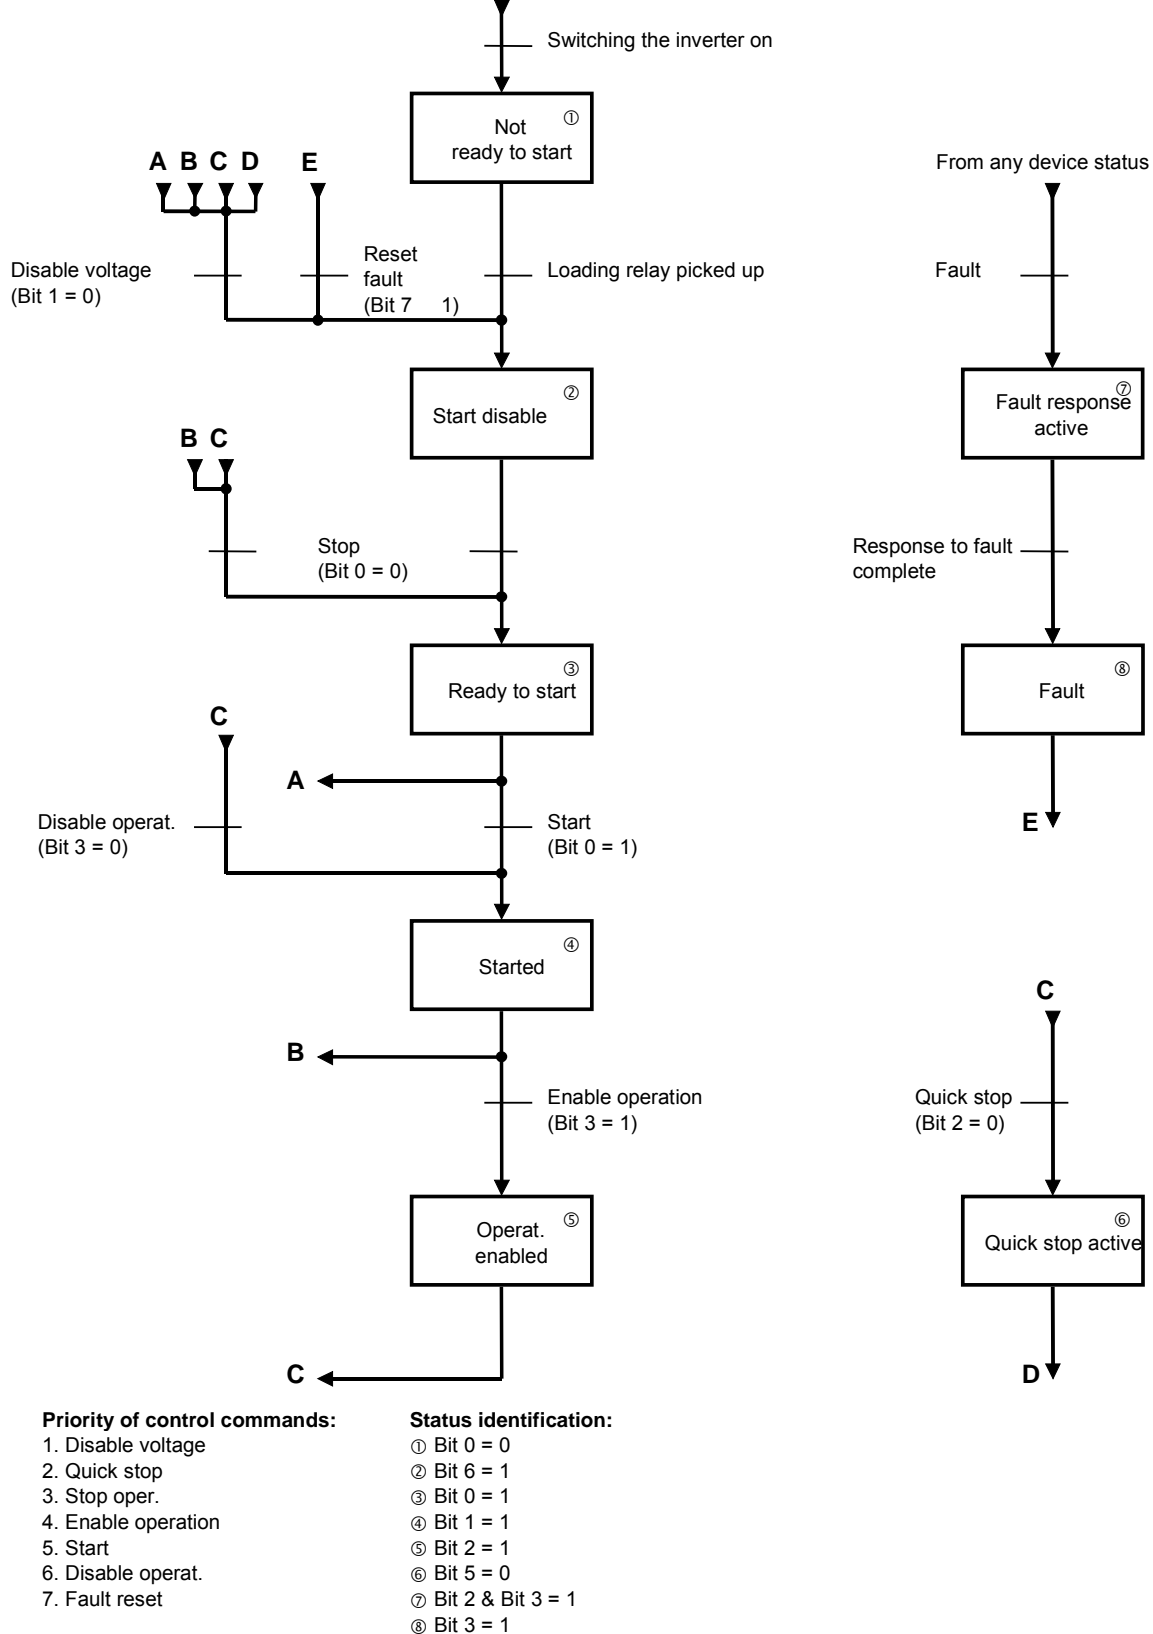 Switching the inverter on
①
Not
ready to start
A B C D E
From any device status
Disable voltage
(Bit 1 = 0)
Reset
fault
(Bit 7 1)
Loading relay picked up
Fault
②
Start disable
⑦
Fault response
active
B C
Stop
(Bit 0 = 0)
Response to fault
complete
③
Ready to start
⑧
Fault
C
A
Disable operat.
(Bit 3 = 0)
Start
(Bit 0 = 1)
E
④
Started
C
B
Enable operation
(Bit 3 = 1)
Quick stop
(Bit 2 = 0)
⑤
Operat.
enabled
⑥
Quick stop active
C
D
Priority of control commands:
1. Disable voltage
2. Quick stop
3. Stop oper.
4. Enable operation
5. Start
6. Disable operat.
7. Fault reset
Status identification:
① Bit 0 = 0
② Bit 6 = 1
③ Bit 0 = 1
④ Bit 1 = 1
⑤ Bit 2 = 1
⑥ Bit 5 = 0
⑦ Bit 2 & Bit 3 = 1
⑧ Bit 3 = 1